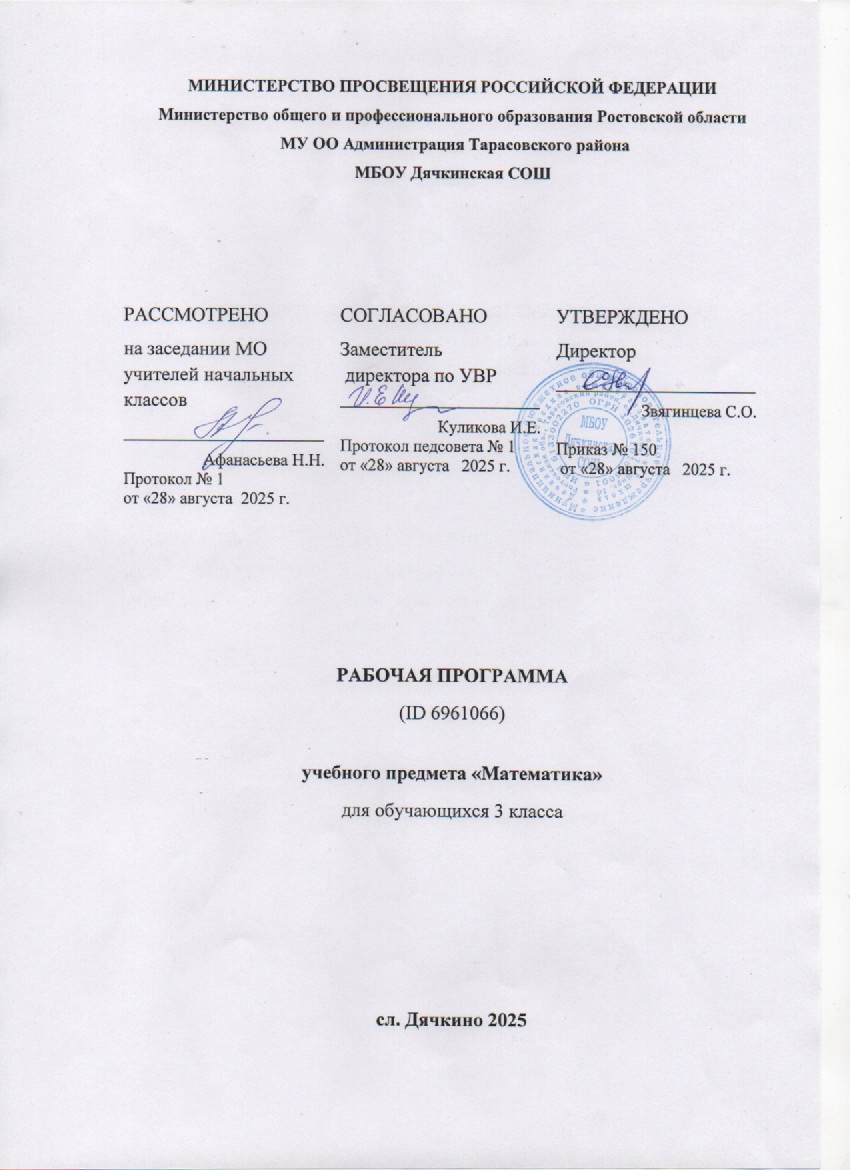 МИНИСТЕРСТВО ПРОСВЕЩЕНИЯ РОССИЙСКОЙ ФЕДЕРАЦИИ
Министерство общего и профессионального образования Ростовской области
МУ ОО Администрация Тарасовского района
МБОУ Дячкинская СОШ
РАССМОТРЕНО
на заседании МО
учителей начальных
классов
Афанасьева Н.Н.
Протокол № 1
от «28» августа 2025 г.
СОГЛАСОВАНО
Заместитель
директора по УВР
Куликова И.Е.
Протокол педсовета № 1
от «28» августа 2025 г.
УТВЕРЖДЕНО
Директор
Звягинцева С.О.
Приказ № 150
от «28» августа 2025 г.
МБОУ
РАБОЧАЯ ПРОГРАММА
(ID 6961066)
учебного предмета «Математика»
для обучающихся 3 класса
сл. Дячкино 2025